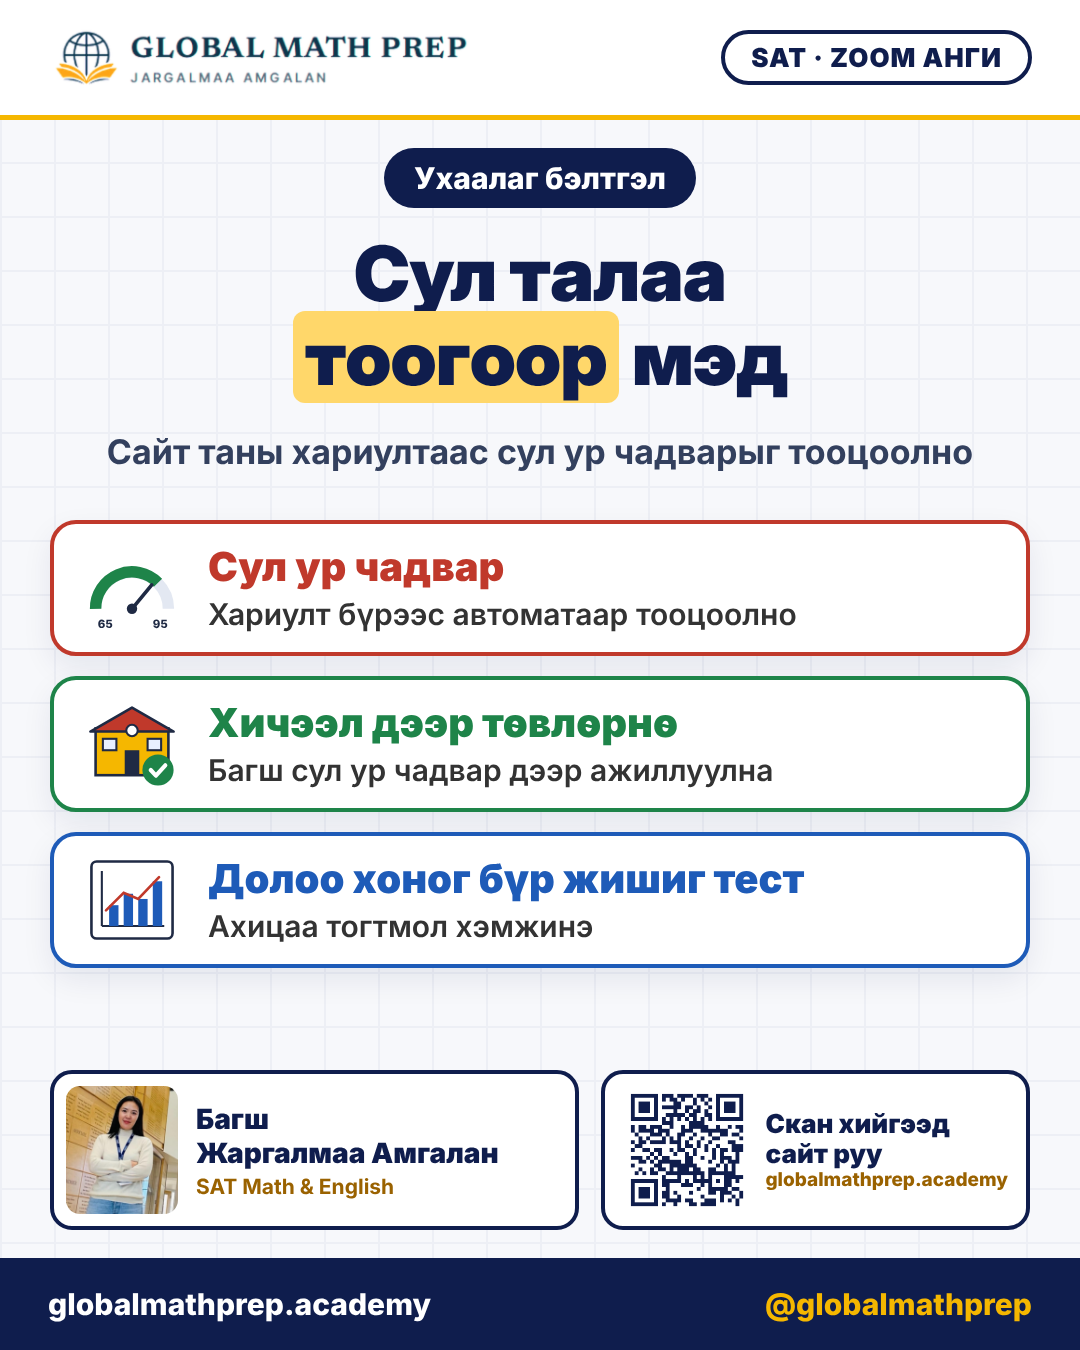 GLOBAL MATH PREP
JARGALMAA AMGALAN
SAT · ZOOM АНГИ
Ухаалаг бэлтгэл
Сул талаа
тоогоор мэд
Сайт таны хариултаас сул ур чадварыг тооцоолно
Сул ур чадвар
Хариулт бүрээс автоматаар тооцоолно
65 95
Хичээл дээр төвлөрнө
Багш сул ур чадвар дээр ажиллуулна
Долоо хоног бүр жишиг тест
Ахицаа тогтмол хэмжинэ
Багш
Жаргалмаа Амгалан
SAT Math & English
Скан хийгээд
сайт руу
globalmathprep.academy
globalmathprep.academy
@globalmathprep